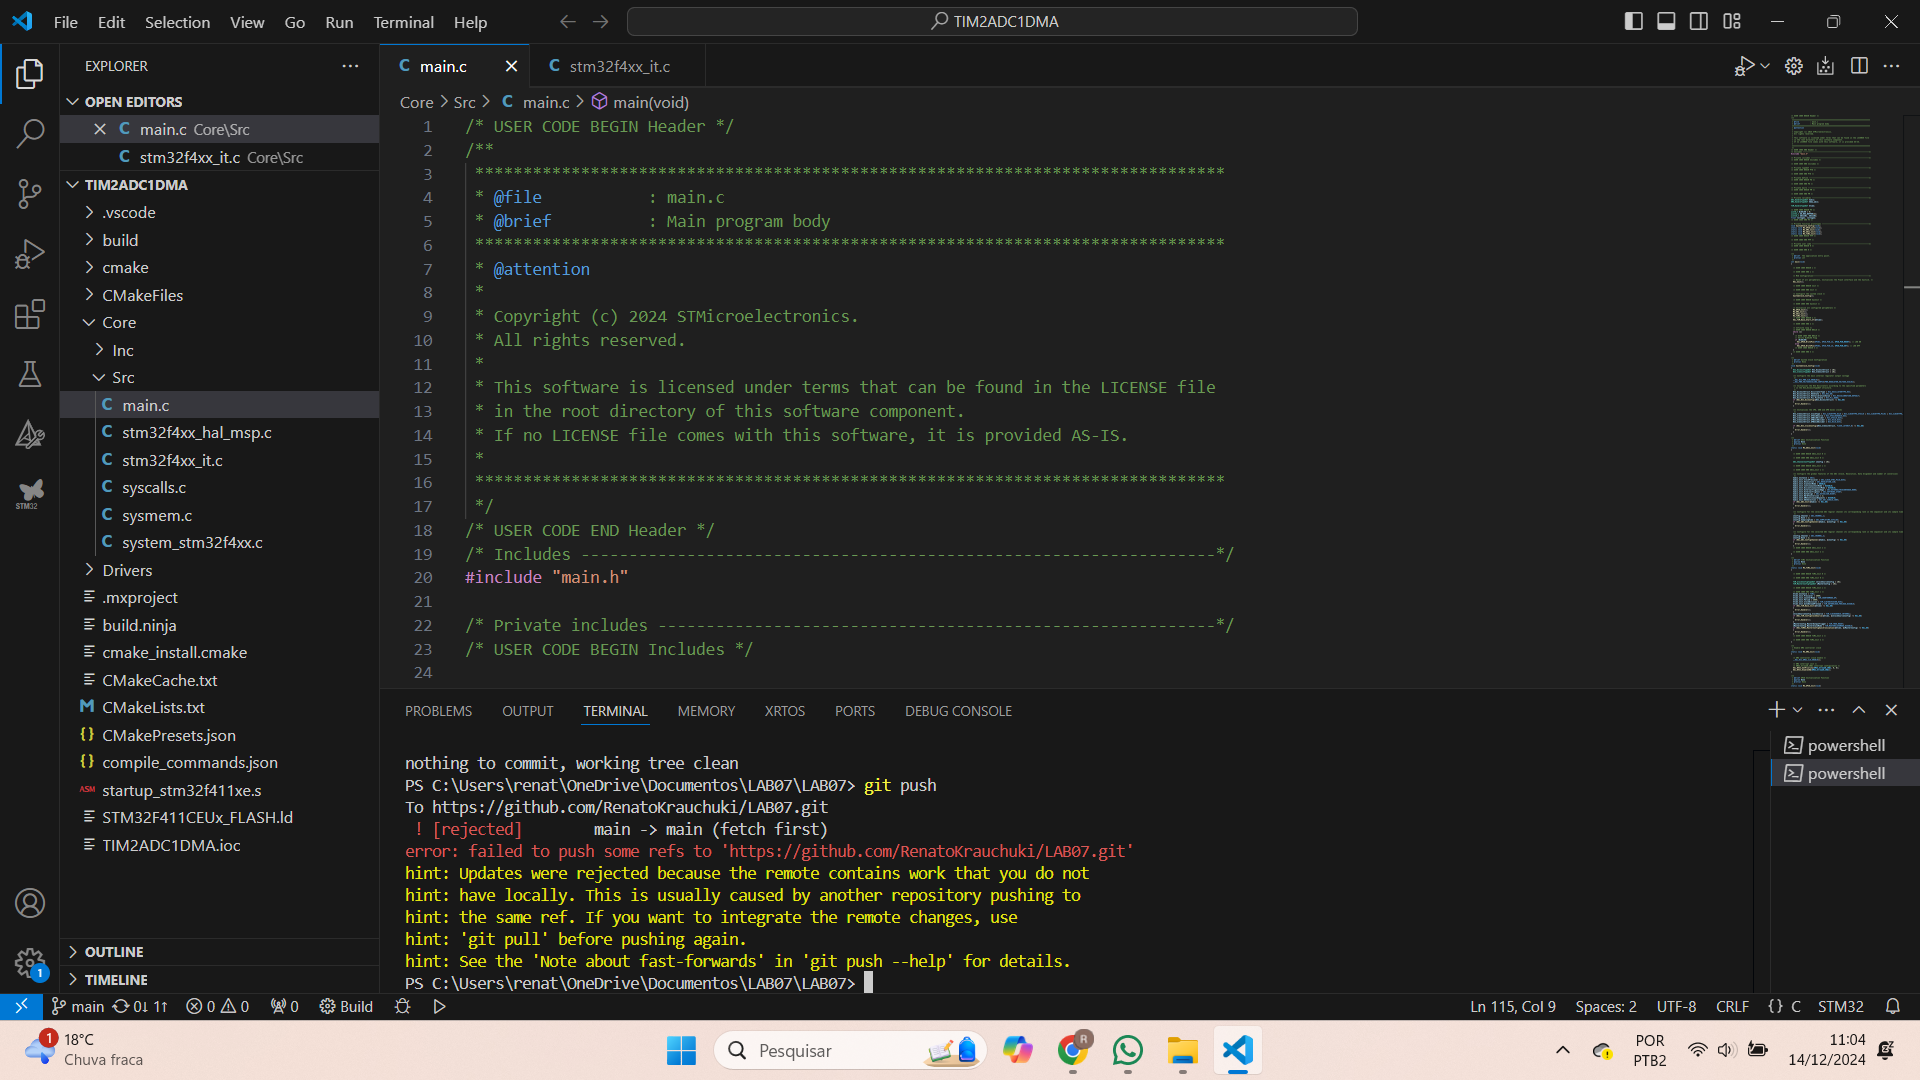 File Edit Selection View Go Run Terminal Help
TIM2ADC1DMA
EXPLORER
OPEN EDITORS
main.c Core\Src
stm32f4xx_it.c Core\Src
TIM2ADC1DMA
.vscode
build
cmake
CMakeFiles
Core
Inc
Src
main.c
stm32f4xx_hal_msp.c
stm32f4xx_it.c
syscalls.c
sysmem.c
system_stm32f4xx.c
Drivers
.mxproject
build.ninja
cmake_install.cmake
CMakeCache.txt
M CMakeLists.txt
{} CMakePresets.json
{} compile_commands.json
ASM startup_stm32f411xe.s
STM32F411CEUx_FLASH.ld
TIM2ADC1DMA.ioc
OUTLINE
TIMELINE
STM32
1
C main.c
C stm32f4xx_it.c
Core > Src > C main.c > main(void)
1 /* USER CODE BEGIN Header */
2 /**
3 ******************************************************************************
4 * @file : main.c
5 * @brief : Main program body
6 ******************************************************************************
7 * @attention
8 *
9 * Copyright (c) 2024 STMicroelectronics.
10 * All rights reserved.
11 *
12 * This software is licensed under terms that can be found in the LICENSE file
13 * in the root directory of this software component.
14 * If no LICENSE file comes with this software, it is provided AS-IS.
15 *
16 ******************************************************************************
17 */
18 /* USER CODE END Header */
19 /* Includes ------------------------------------------------------------------*/
20 #include "main.h"
21
22 /* Private includes ----------------------------------------------------------*/
23 /* USER CODE BEGIN Includes */
24
PROBLEMS OUTPUT TERMINAL MEMORY XRTOS PORTS DEBUG CONSOLE
powershell
powershell
nothing to commit, working tree clean
PS C:\Users\renat\OneDrive\Documentos\LAB07\LAB07> git push
To https://github.com/RenatoKrauchuki/LAB07.git
! [rejected] main -> main (fetch first)
error: failed to push some refs to 'https://github.com/RenatoKrauchuki/LAB07.git'
hint: Updates were rejected because the remote contains work that you do not
hint: have locally. This is usually caused by another repository pushing to
hint: the same ref. If you want to integrate the remote changes, use
hint: 'git pull' before pushing again.
hint: See the 'Note about fast-forwards' in 'git push --help' for details.
PS C:\Users\renat\OneDrive\Documentos\LAB07\LAB07>
main 0↓ 1↑ 0 0 0 Build
Ln 115, Col 9 Spaces: 2 UTF-8 CRLF {} C STM32
1
18°C
Chuva fraca
Pesquisar
R
POR
PTB2
11:04
14/12/2024